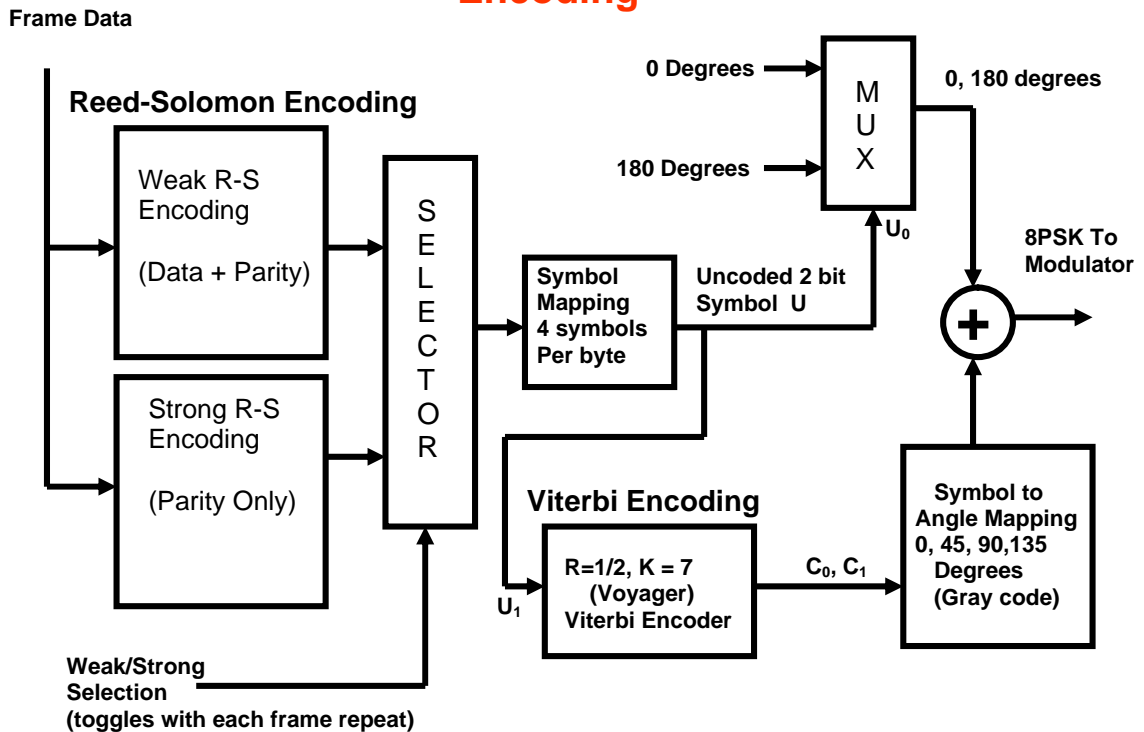 Encoding
Frame Data
Reed-Solomon Encoding
Weak R-S
Encoding
(Data + Parity)
Strong R-S
Encoding
(Parity Only)
S
E
L
E
C
T
O
R
Weak/Strong
Selection
(toggles with each frame repeat)
Symbol
Mapping
4 symbols
Per byte
Uncoded 2 bit
Symbol U
0 Degrees
180 Degrees
M
U
X
U₀
0, 180 degrees
8PSK To
Modulator
+
Viterbi Encoding
U₁
R=1/2, K = 7
(Voyager)
Viterbi Encoder
C₀, C₁
Symbol to
Angle Mapping
0, 45, 90,135
Degrees
(Gray code)